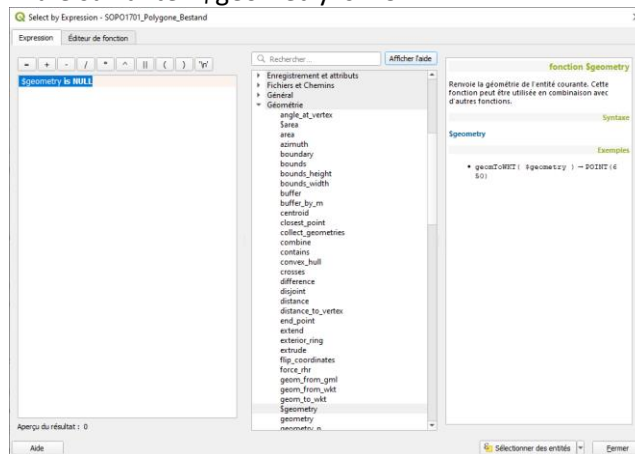 Select by Expression - SOPO1701_Polygone_Bestand
Expression Éditeur de fonction
= + - / * ^ || ( ) '\n'
$geometry is NULL
Rechercher... Afficher l'aide
Enregistrement et attributs
Fichiers et Chemins
Général
Géométrie
angle_at_vertex
$area
area
azimuth
boundary
bounds
bounds_height
bounds_width
buffer
buffer_by_m
centroid
closest_point
collect_geometries
combine
contains
convex_hull
crosses
difference
disjoint
distance
distance_to_vertex
end_point
extend
exterior_ring
extrude
flip_coordinates
force_rhr
geom_from_gml
geom_from_wkt
geom_to_wkt
$geometry
geometry
geometry_n
fonction $geometry
Renvoie la géométrie de l'entité courante. Cette
fonction peut être utilisée en combinaison avec
d'autres fonctions.
Syntaxe
$geometry
Exemples
• geomToWKT( $geometry ) → POINT(6
50)
Aperçu du résultat : 0
Aide Sélectionner des entités Fermer